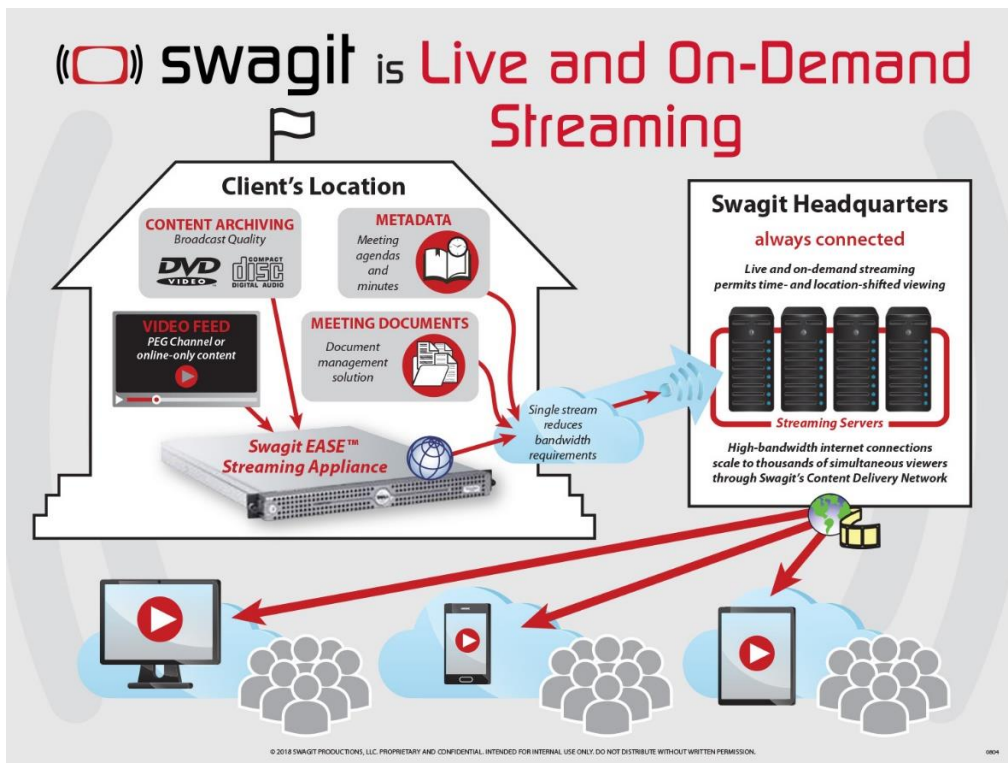 swagit is Live and On-Demand
Streaming
Client's Location
CONTENT ARCHIVING
Broadcast Quality
DVD
VIDEO
COMPACT
disc
DIGITAL AUDIO
METADATA
Meeting
agendas
and
minutes
VIDEO FEED
PEG Channel or
online-only content
MEETING DOCUMENTS
Document
management
solution
Swagit EASE™
Streaming Appliance
DELL
Single stream
reduces
bandwidth
requirements
Swagit Headquarters
always connected
Live and on-demand streaming
permits time- and location-shifted viewing
Streaming Servers
High-bandwidth internet connections
scale to thousands of simultaneous viewers
through Swagit's Content Delivery Network
© 2018 SWAGIT PRODUCTIONS, LLC. PROPRIETARY AND CONFIDENTIAL. INTENDED FOR INTERNAL USE ONLY. DO NOT DISTRIBUTE WITHOUT WRITTEN PERMISSION.
0804